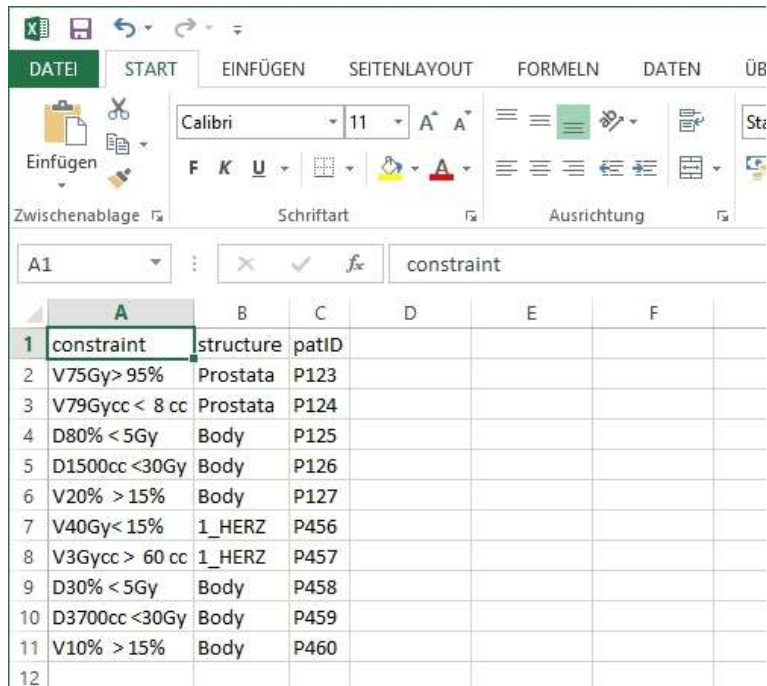 DATEI START EINFÜGEN SEITENLAYOUT FORMELN DATEN
Calibri 11 A A
Einfügen F K U A
Zwischenablage Schriftart Ausrichtung
A1 fx constraint
A B C D E F
1 constraint structure patID
2 V75Gy> 95% Prostata P123
3 V79Gycc < 8 cc Prostata P124
4 D80% < 5Gy Body P125
5 D1500cc <30Gy Body P126
6 V20% > 15% Body P127
7 V40Gy< 15% 1_HERZ P456
8 V3Gycc > 60 cc 1_HERZ P457
9 D30% < 5Gy Body P458
10 D3700cc <30Gy Body P459
11 V10% > 15% Body P460
12